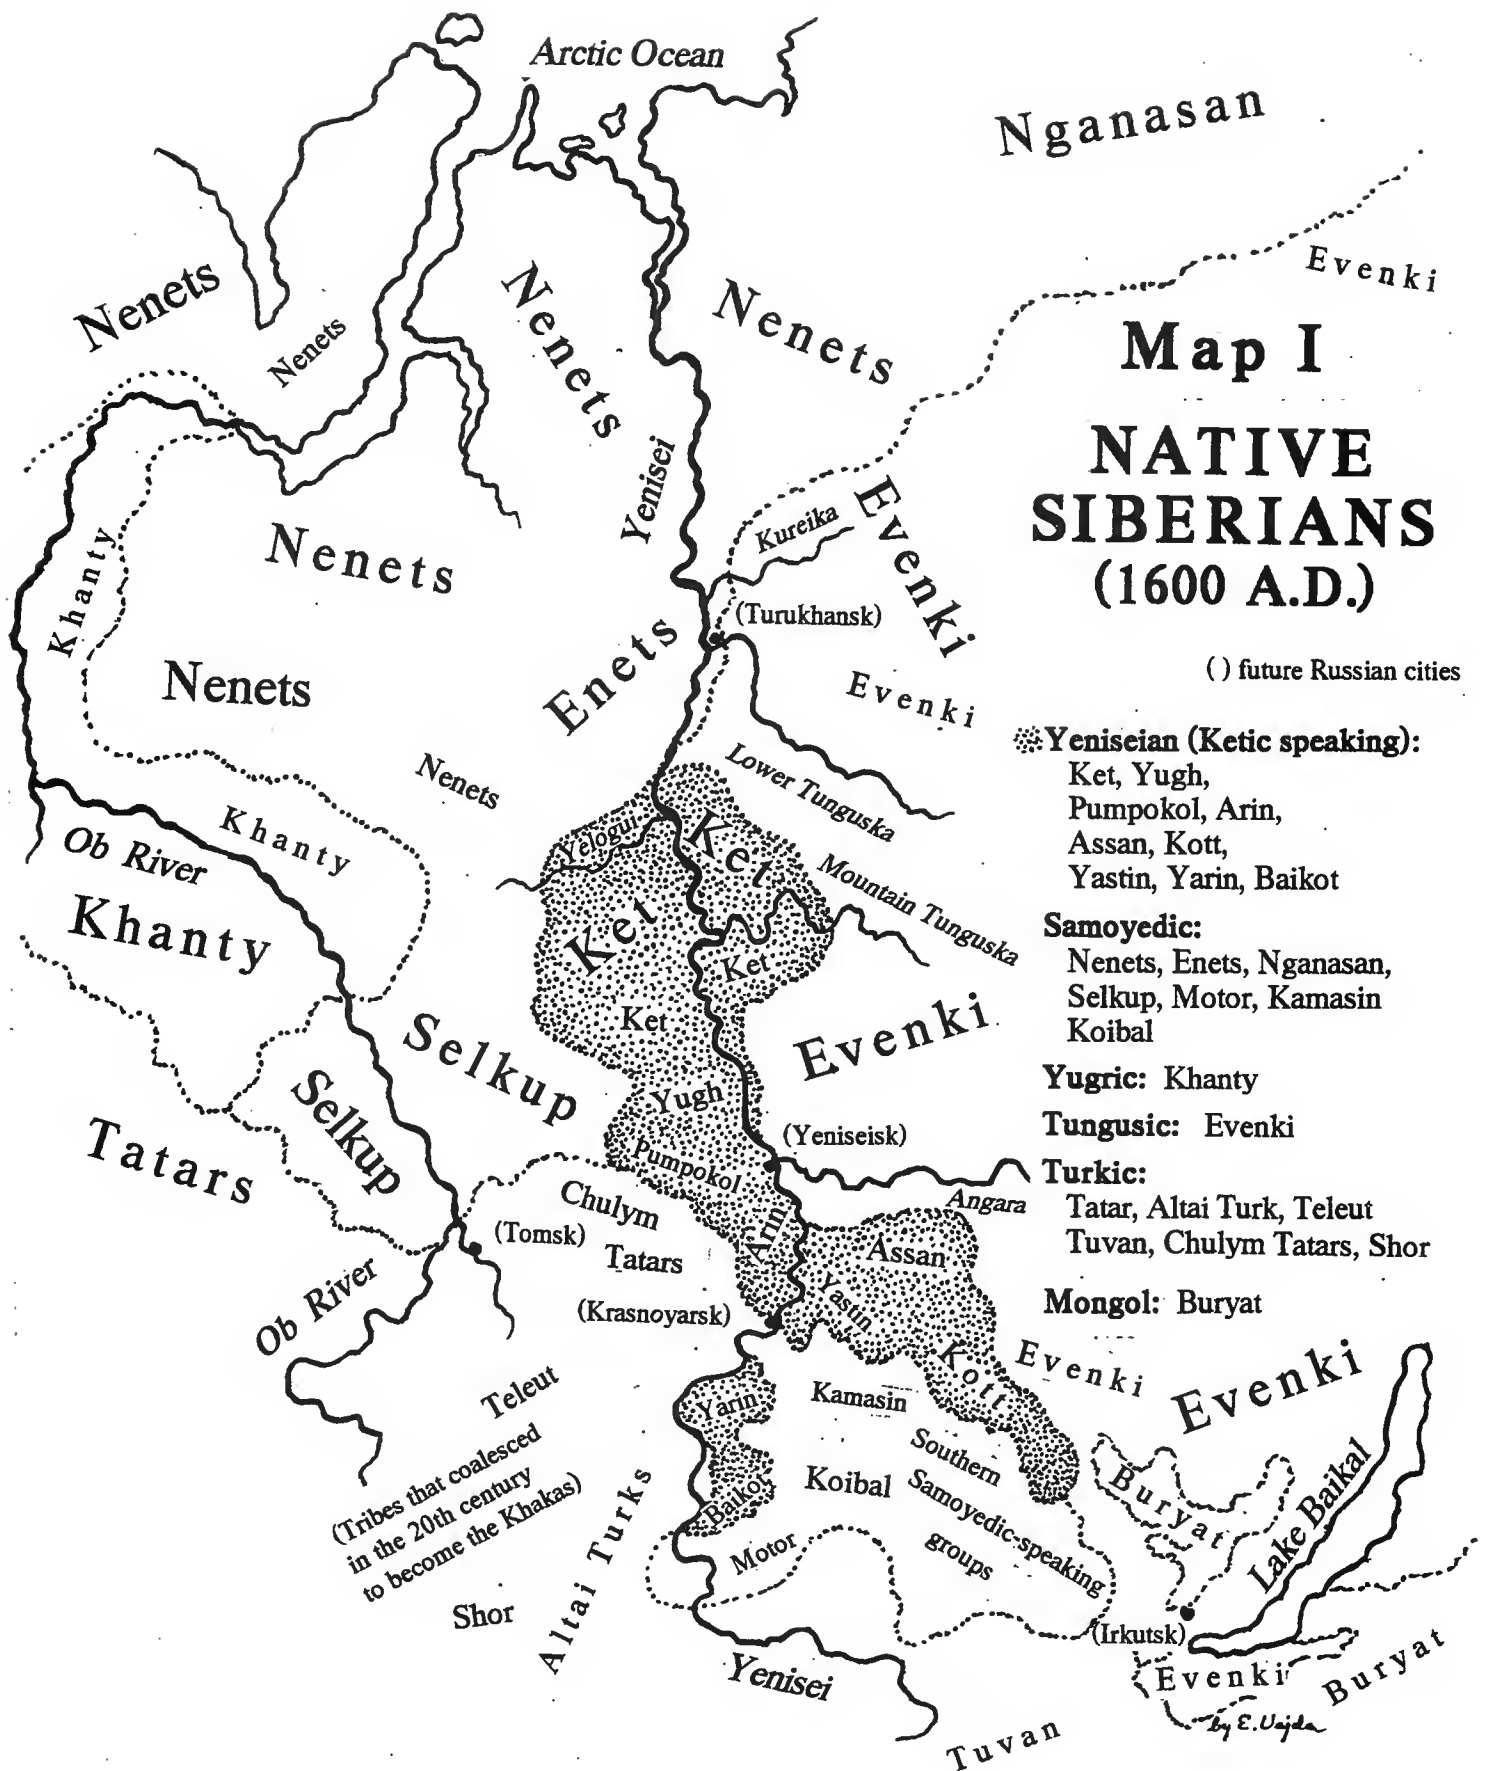 Arctic Ocean
Nganasan
Evenki
Nenets
Nenets
Nenets
Nenets
Map I
NATIVE
SIBERIANS
(1600 A.D.)
( ) future Russian cities
Yenisei
Kureika
Evenki
Khanty
Nenets
(Turukhansk)
Enets
Nenets
Evenki
Nenets
Lower Tunguska
Yeniseian (Ketic speaking):
Ket, Yugh,
Pumpokol, Arin,
Assan, Kott,
Yastin, Yarin, Baikot
Samoyedic:
Nenets, Enets, Nganasan,
Selkup, Motor, Kamasin
Koibal
Yugric: Khanty
Tungusic: Evenki
Turkic:
Tatar, Altai Turk, Teleut
Tuvan, Chulym Tatars, Shor
Mongol: Buryat
Khanty
Ob River
Khanty
Yelogui
Ket
Mountain Tunguska
Ket
Ket
Ket
Evenki
Selkup
Selkup
Yugh
Tatars
(Yeniseisk)
Pumpokol
Angara
Chulym
Tatars
(Tomsk)
Arin
Assan
Yastin
(Krasnoyarsk)
Ob River
Kott
Evenki
Evenki
Teleut
(Tribes that coalesced
in the 20th century
to become the Khakas)
Yarin
Kamasin
Southern
Samoyedic-speaking
groups
Koibal
Baikot
Buryat
Lake Baikal
Altai Turks
Motor
Shor
(Irkutsk)
Yenisei
Evenki
Buryat
by E. Vajda
Tuvan